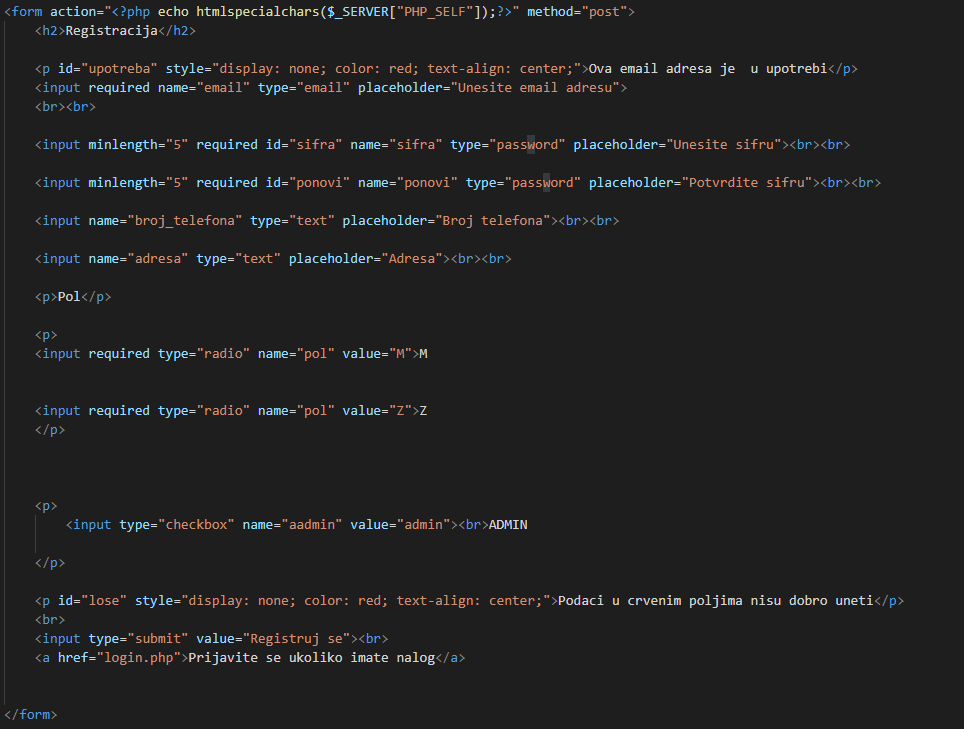 <form action="<?php echo htmlspecialchars($_SERVER["PHP_SELF"]);?>" method="post">
<h2>Registracija</h2>
<p id="upotreba" style="display: none; color: red; text-align: center;">Ova email adresa je  u upotrebi</p>
<input required name="email" type="email" placeholder="Unesite email adresu">
<br><br>
<input minlength="5" required id="sifra" name="sifra" type="password" placeholder="Unesite sifru"><br><br>
<input minlength="5" required id="ponovi" name="ponovi" type="password" placeholder="Potvrdite sifru"><br><br>
<input name="broj_telefona" type="text" placeholder="Broj telefona"><br><br>
<input name="adresa" type="text" placeholder="Adresa"><br><br>
<p>Pol</p>
<p>
<input required type="radio" name="pol" value="M">M
<input required type="radio" name="pol" value="Z">Z
</p>
<p>
<input type="checkbox" name="aadmin" value="admin"><br>ADMIN
</p>
<p id="lose" style="display: none; color: red; text-align: center;">Podaci u crvenim poljima nisu dobro uneti</p>
<br>
<input type="submit" value="Registruj se"><br>
<a href="login.php">Prijavite se ukoliko imate nalog</a>
</form>